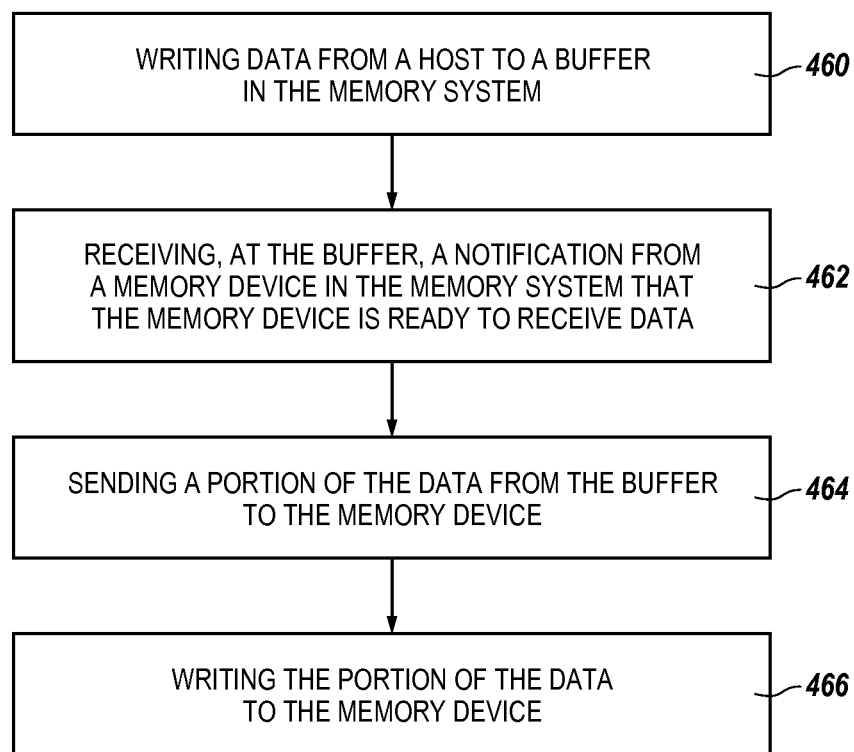 WRITING DATA FROM A HOST TO A BUFFER
IN THE MEMORY SYSTEM
460
RECEIVING, AT THE BUFFER, A NOTIFICATION FROM
A MEMORY DEVICE IN THE MEMORY SYSTEM THAT
THE MEMORY DEVICE IS READY TO RECEIVE DATA
462
SENDING A PORTION OF THE DATA FROM THE BUFFER
TO THE MEMORY DEVICE
464
WRITING THE PORTION OF THE DATA
TO THE MEMORY DEVICE
466